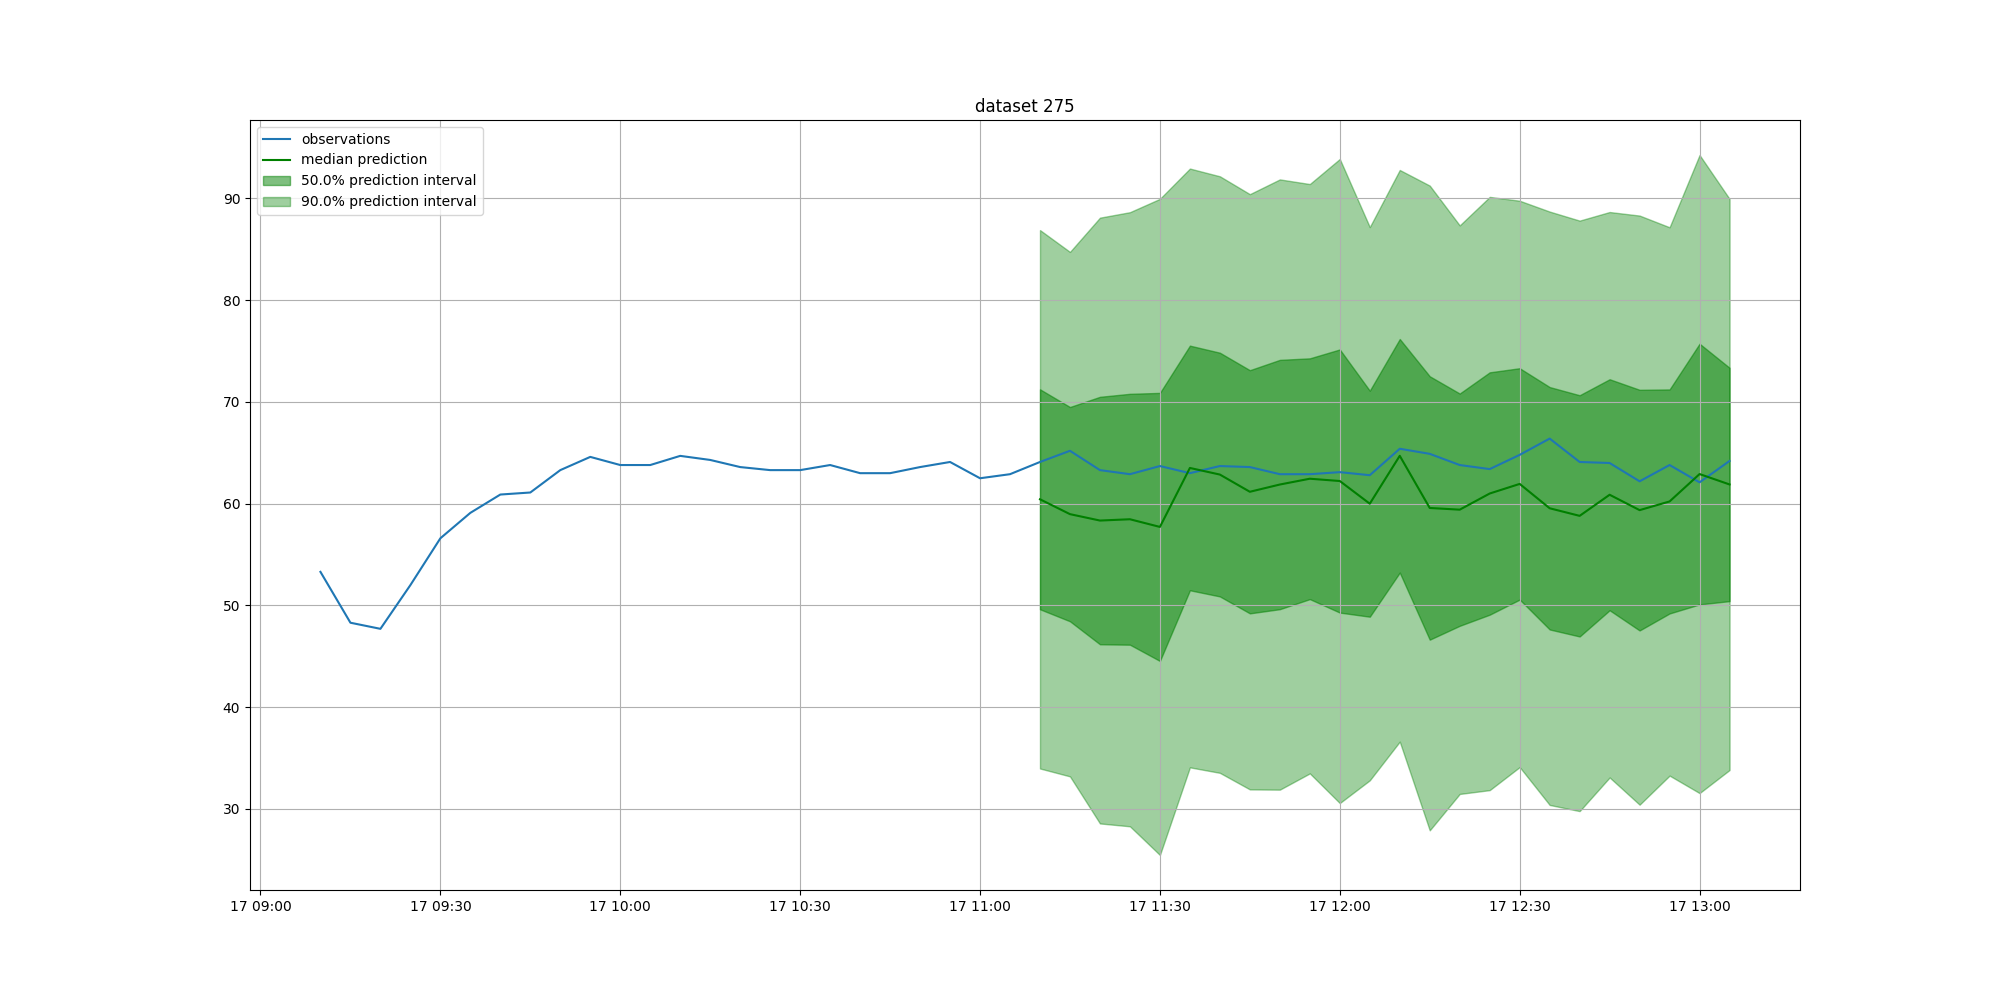 dataset 275
observations
median prediction
50.0% prediction interval
90.0% prediction interval
90
80
70
60
50
40
30
17 09:00 17 09:30 17 10:00 17 10:30 17 11:00 17 11:30 17 12:00 17 12:30 17 13:00